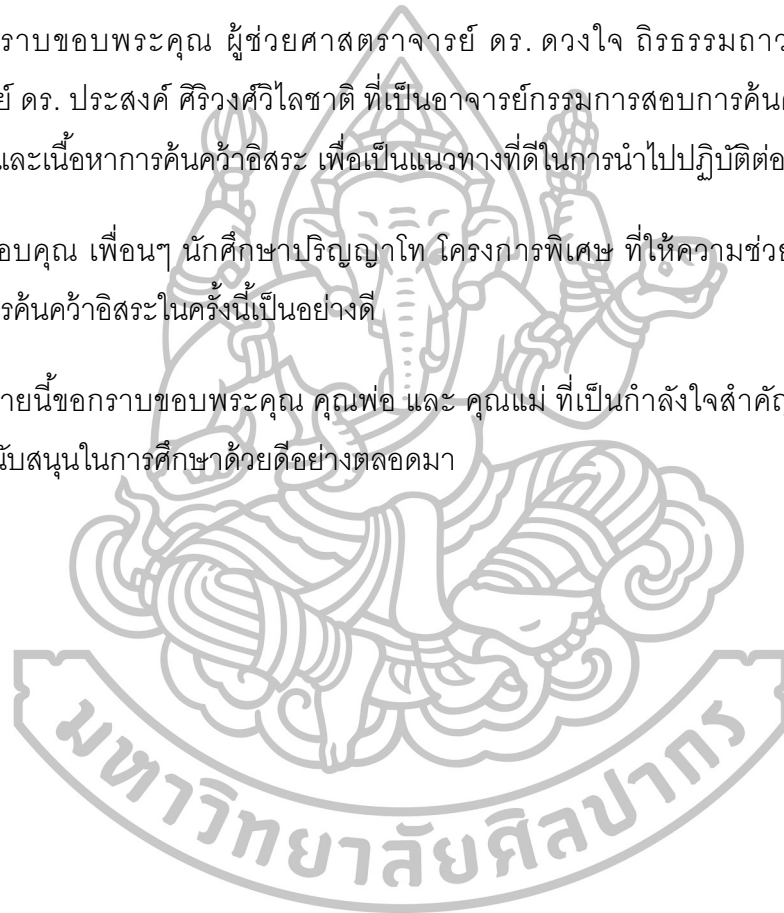 ราบขอบพระคุณ ผู้ช่วยศาสตราจารย์ ดร. ดวงใจ ถิรธรรมถาว
ย์ ดร. ประสงค์ ศิริวงศ์วิไลชาติ ที่เป็นอาจารย์กรรมการสอบการค้น
และเนื้อหาการค้นคว้าอิสระ เพื่อเป็นแนวทางที่ดีในการนำไปปฏิบัติต่อ
อบคุณ เพื่อนๆ นักศึกษาปริญญาโท โครงการพิเศษ ที่ให้ความช่วย
รค้นคว้าอิสระในครั้งนี้เป็นอย่างดี
ายนี้ขอกราบขอบพระคุณ คุณพ่อ และ คุณแม่ ที่เป็นกำลังใจสำคัญ
นับสนุนในการศึกษาด้วยดีอย่างตลอดมา
มหาวิทยาลัยศิลปากร